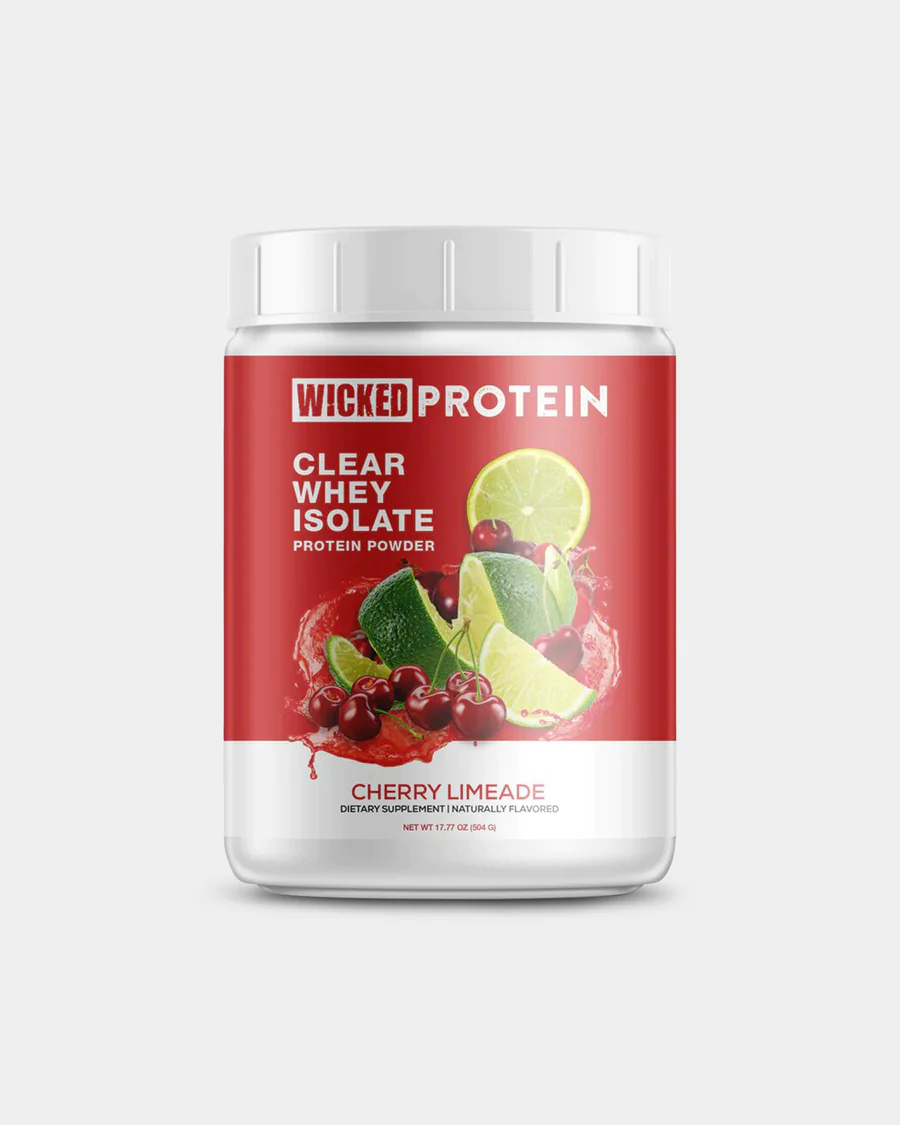 WICKED PROTEIN
CLEAR
WHEY
ISOLATE
PROTEIN POWDER
CHERRY LIMEADE
DIETARY SUPPLEMENT | NATURALLY FLAVORED
NET WT 17.77 OZ (504 G)